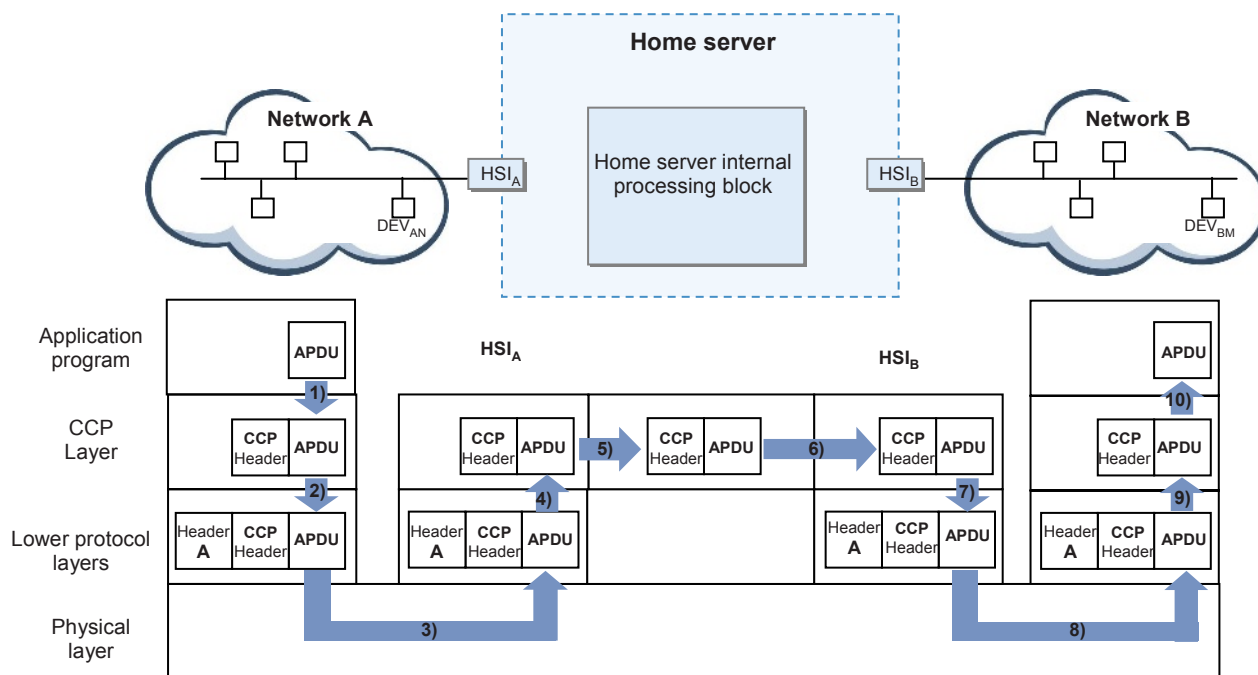 Home server
Network A
Network B
Home server internal
processing block
HSIA
HSIB
DEVAN
DEVBM
Application
program
APDU
HSIA
HSIB
APDU
1)
10)
CCP
Layer
CCP
Header
APDU
CCP
Header
APDU
5)
CCP
Header
APDU
6)
CCP
Header
APDU
CCP
Header
APDU
2)
4)
7)
9)
Lower protocol
layers
Header
A
CCP
Header
APDU
Header
A
CCP
Header
APDU
Header
A
CCP
Header
APDU
Header
A
CCP
Header
APDU
Physical
layer
3)
8)